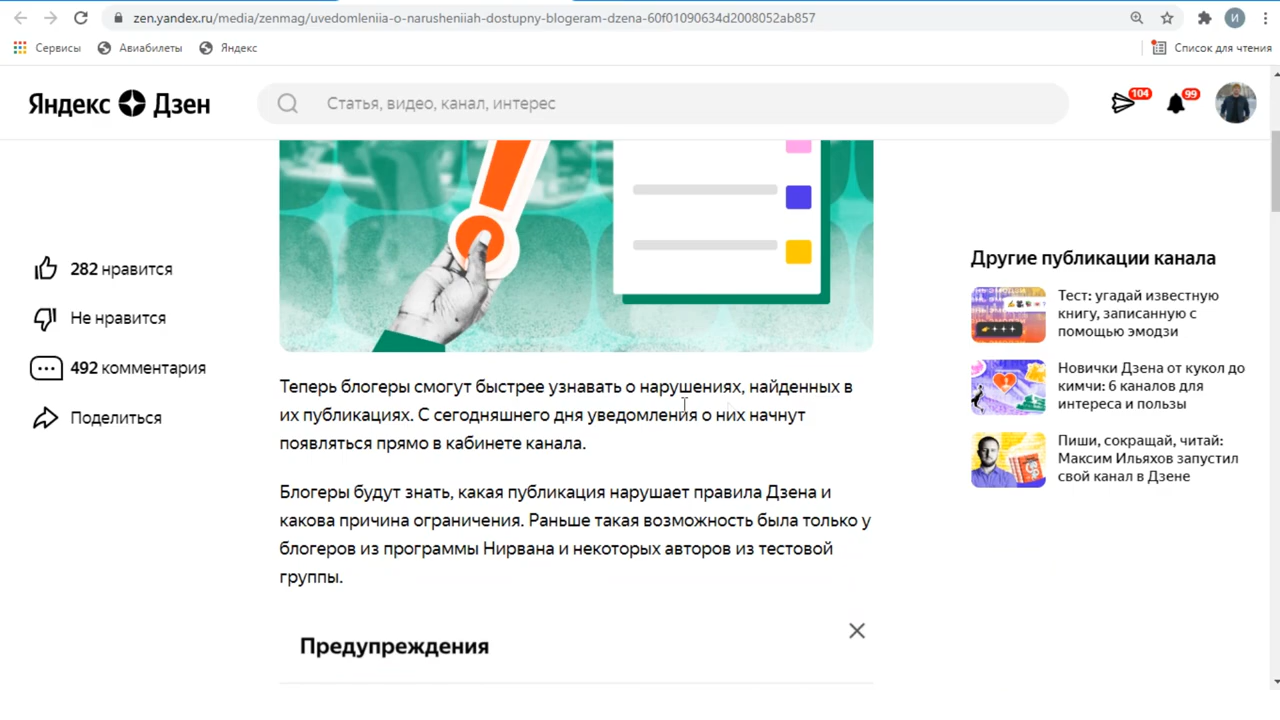 zen.yandex.ru/media/zenmag/uvedomleniia-o-narusheniiah-dostupny-blogeram-dzena-60f01090634d2008052ab857
И
Сервисы
Авиабилеты
Яндекс
Список для чтения
Яндекс Дзен
Статья, видео, канал, интерес
104
99
282 нравится
Не нравится
492 комментария
Поделиться
Теперь блогеры смогут быстрее узнавать о нарушениях, найденных в
их публикациях. С сегодняшнего дня уведомления о них начнут
появляться прямо в кабинете канала.
Блогеры будут знать, какая публикация нарушает правила Дзена и
какова причина ограничения. Раньше такая возможность была только у
блогеров из программы Нирвана и некоторых авторов из тестовой
группы.
Предупреждения
Другие публикации канала
Тест: угадай известную
книгу, записанную с
помощью эмодзи
Новички Дзена от кукол до
кимчи: 6 каналов для
интереса и пользы
Пиши, сокращай, читай:
Максим Ильяхов запустил
свой канал в Дзене